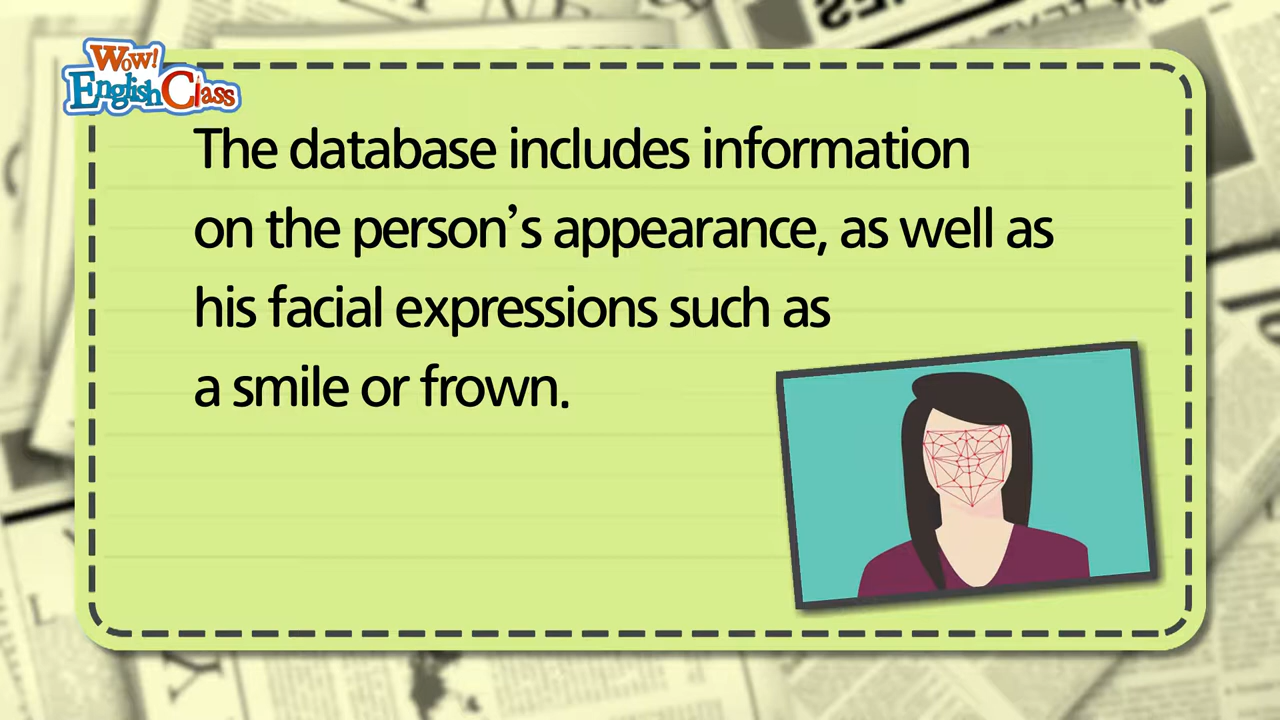 Wow!
English Class
The database includes information
on the person's appearance, as well as
his facial expressions such as
a smile or frown.